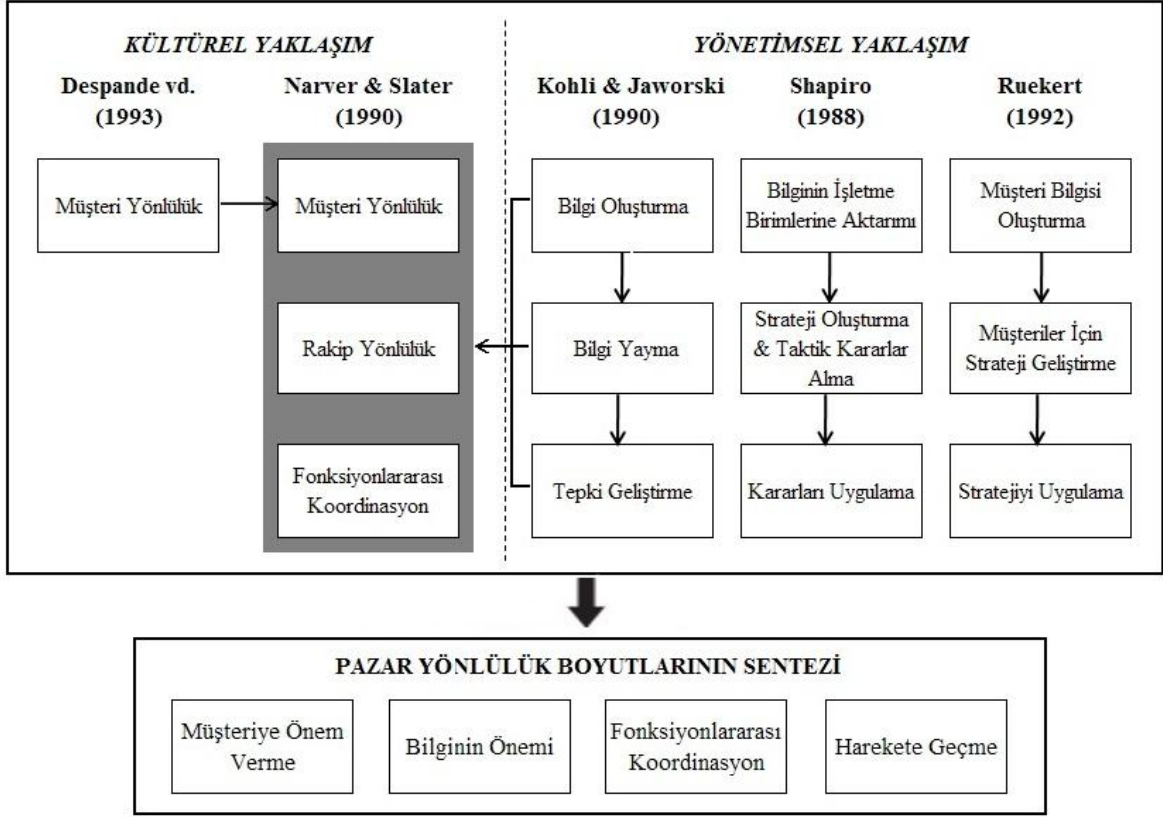 KÜLTÜREL YAKLAŞIM
YÖNETİMSEL YAKLAŞIM
Despande vd.
(1993)
Narver & Slater
(1990)
Kohli & Jaworski
(1990)
Shapiro
(1988)
Ruekert
(1992)
Müşteri Yönlülük
Müşteri Yönlülük
Bilgi Oluşturma
Bilginin İşletme
Birimlerine Aktarımı
Müşteri Bilgisi
Oluşturma
Rakip Yönlülük
Bilgi Yayma
Strateji Oluşturma
& Taktik Kararlar
Alma
Müşteriler İçin
Strateji Geliştirme
Fonksiyonlararası
Koordinasyon
Tepki Geliştirme
Kararları Uygulama
Stratejiyi Uygulama
PAZAR YÖNLÜLÜK BOYUTLARININ SENTEZİ
Müşteriye Önem
Verme
Bilginin Önemi
Fonksiyonlararası
Koordinasyon
Harekete Geçme